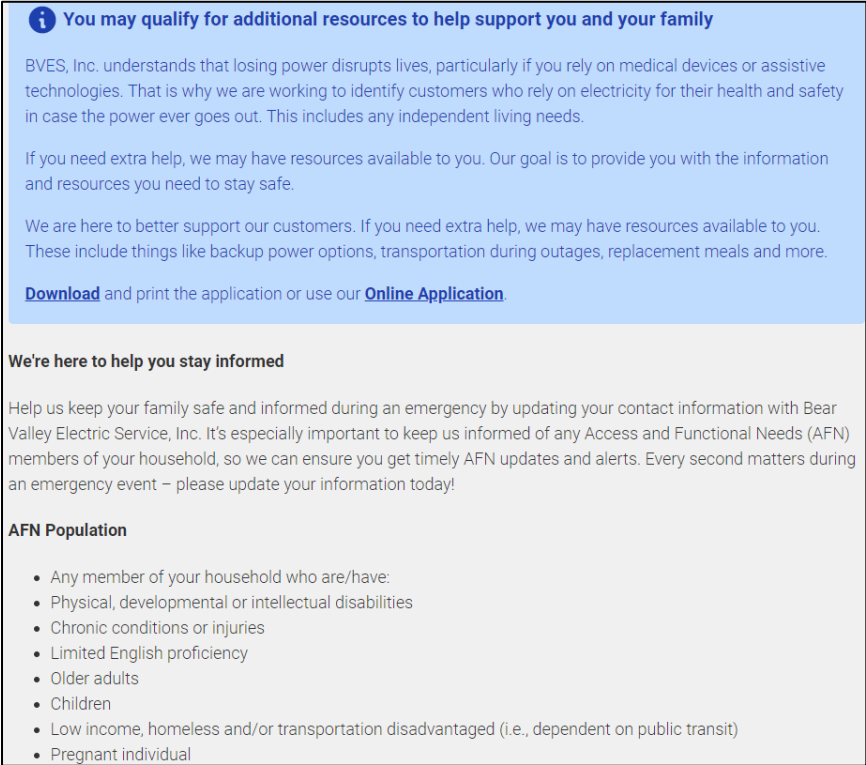 You may qualify for additional resources to help support you and your family
BVES, Inc. understands that losing power disrupts lives, particularly if you rely on medical devices or assistive
technologies. That is why we are working to identify customers who rely on electricity for their health and safety
in case the power ever goes out. This includes any independent living needs.
If you need extra help, we may have resources available to you. Our goal is to provide you with the information
and resources you need to stay safe.
We are here to better support our customers. If you need extra help, we may have resources available to you.
These include things like backup power options, transportation during outages, replacement meals and more.
Download and print the application or use our Online Application.
We're here to help you stay informed
Help us keep your family safe and informed during an emergency by updating your contact information with Bear
Valley Electric Service, Inc. It’s especially important to keep us informed of any Access and Functional Needs (AFN)
members of your household, so we can ensure you get timely AFN updates and alerts. Every second matters during
an emergency event – please update your information today!
AFN Population
• Any member of your household who are/have:
• Physical, developmental or intellectual disabilities
• Chronic conditions or injuries
• Limited English proficiency
• Older adults
• Children
• Low income, homeless and/or transportation disadvantaged (i.e., dependent on public transit)
• Pregnant individual